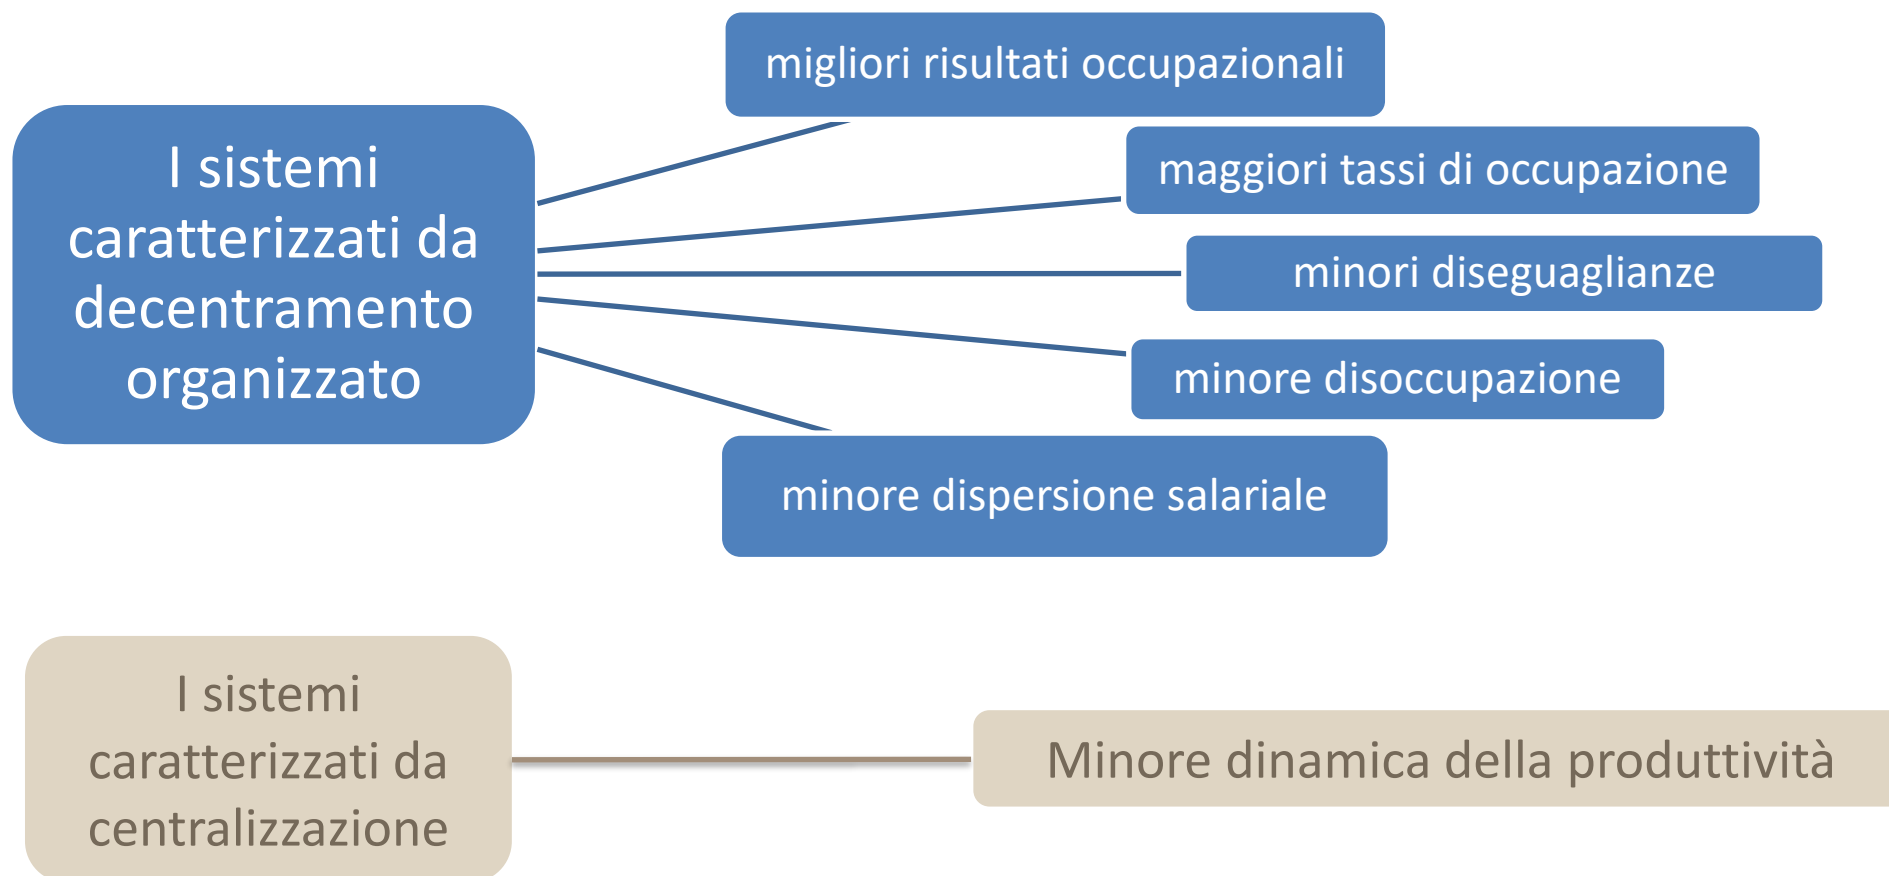 I sistemi
caratterizzati da
decentramento
organizzato
migliori risultati occupazionali
maggiori tassi di occupazione
minori diseguaglianze
minore disoccupazione
minore dispersione salariale
I sistemi
caratterizzati da
centralizzazione
Minore dinamica della produttività